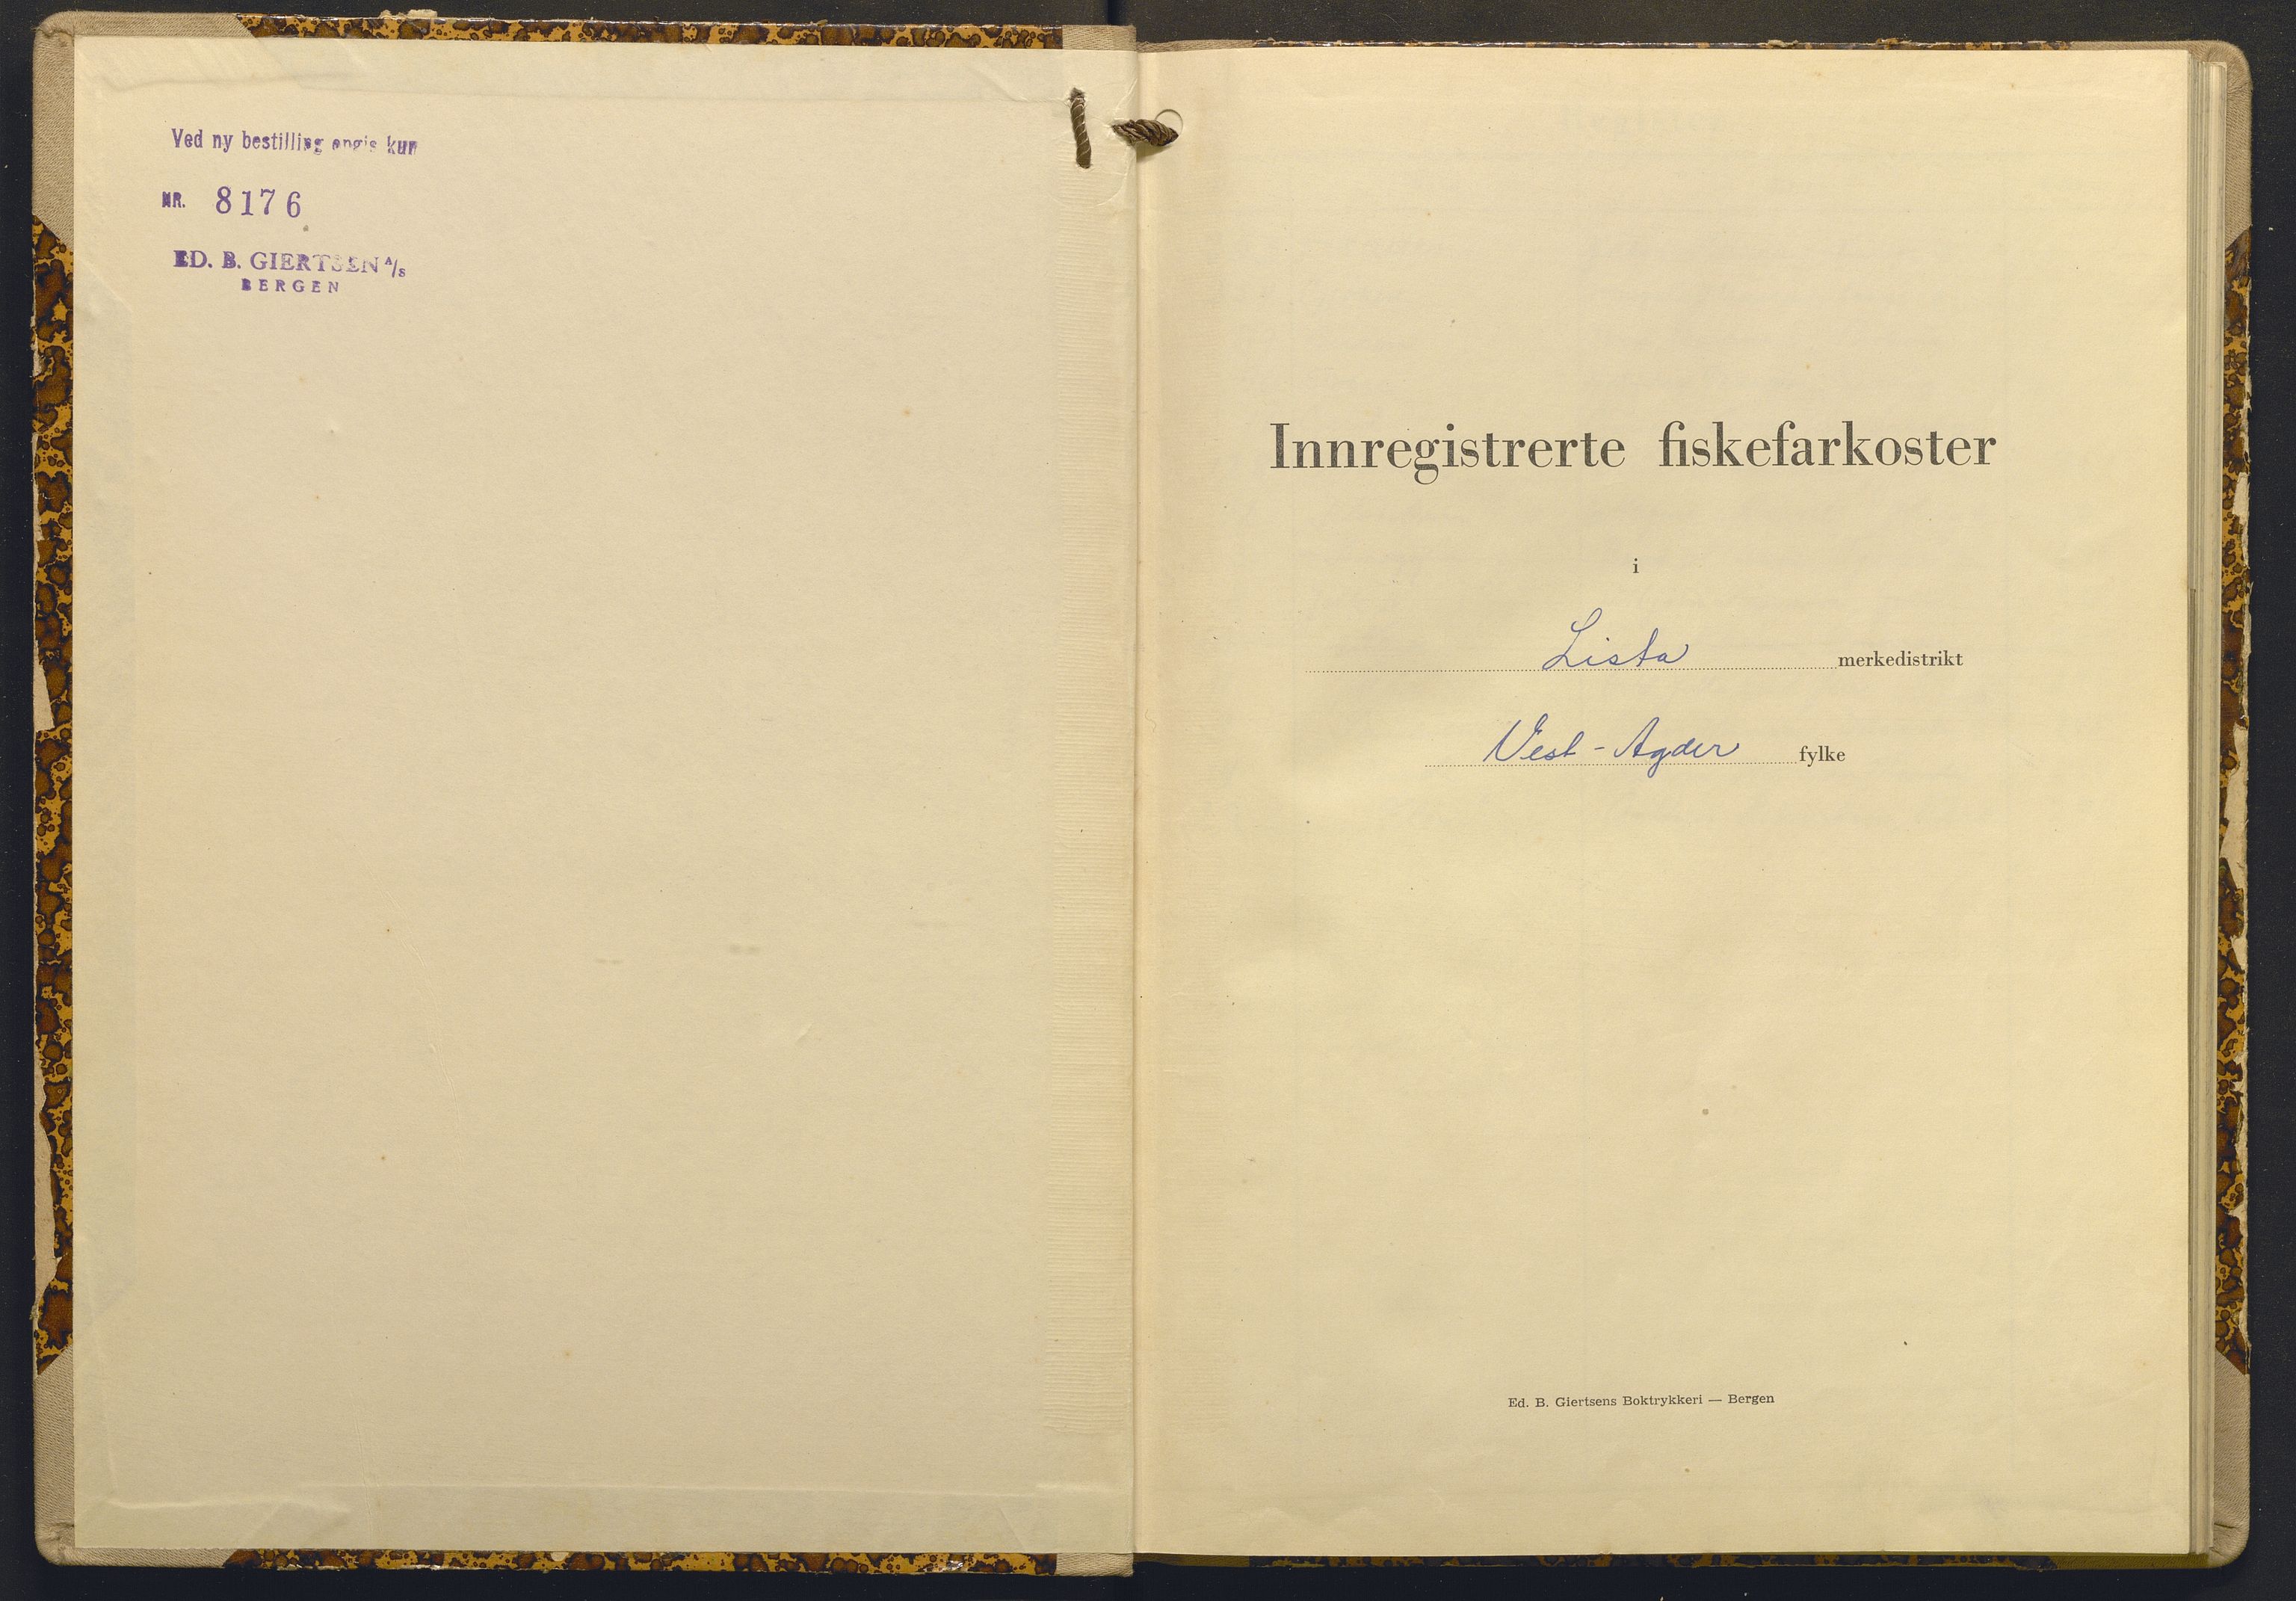 Ved ny bestilling angis kun
NR. 8176
ED. B. GIERTSEN A/S
BERGEN
Innregistrerte fiskefarkoster
i
Lista merkedistrikt
Vest-Agder fylke
Ed. B. Giertsens Boktrykkeri — Bergen